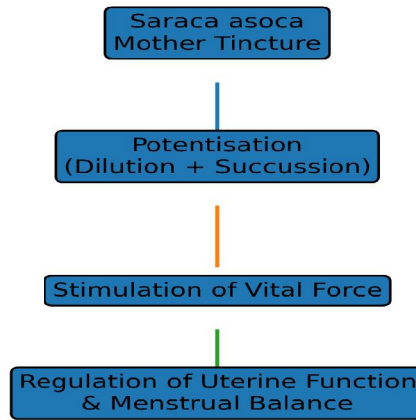 Saraca asoca
Mother Tincture
Potentisation
(Dilution + Succussion)
Stimulation of Vital Force
Regulation of Uterine Function
& Menstrual Balance